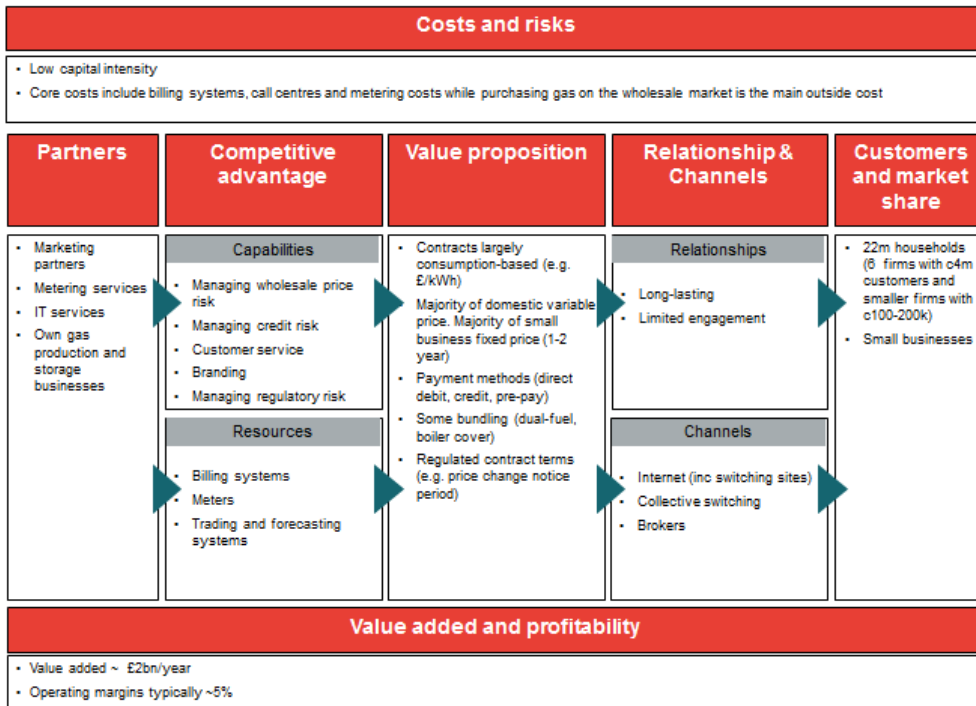 Costs and risks
▪ Low capital intensity
▪ Core costs include billing systems, call centres and metering costs while purchasing gas on the wholesale market is the main outside cost
Partners
▪ Marketing
partners
▪ Metering services
▪ IT services
▪ Own gas
production and
storage
businesses
Competitive
advantage
Capabilities
▪ Managing wholesale price
risk
▪ Managing credit risk
▪ Customer service
▪ Branding
▪ Managing regulatory risk
Resources
▪ Billing systems
▪ Meters
▪ Trading and forecasting
systems
Value proposition
▪ Contracts largely
consumption-based (e.g.
£/kWh)
▪ Majority of domestic variable
price. Majority of small
business fixed price (1-2
year)
▪ Payment methods (direct
debit, credit, pre-pay)
▪ Some bundling (dual-fuel,
boiler cover)
▪ Regulated contract terms
(e.g. price change notice
period)
Relationship &
Channels
Relationships
▪ Long-lasting
▪ Limited engagement
Channels
▪ Internet (inc switching sites)
▪ Collective switching
▪ Brokers
Customers
and market
share
▪ 22m households
(6 firms with c4m
customers and
smaller firms with
c100-200k)
▪ Small businesses
Value added and profitability
▪ Value added ~ £2bn/year
▪ Operating margins typically ~5%